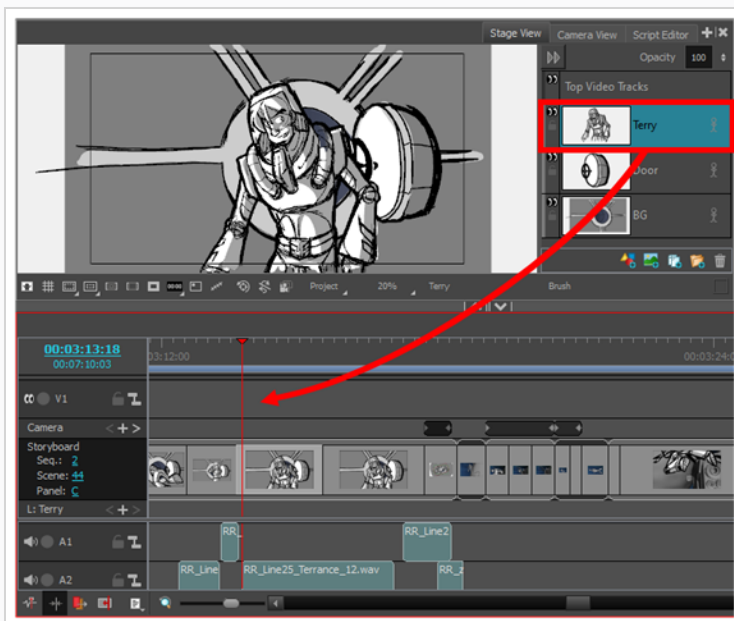 Stage View Camera View Script Editor
Opacity 100
Top Video Tracks
Terry
Door
BG
Project 20% Terry Brush
00:03:13:18
00:07:10:03
03:12:00 00:03:24:0
V1
Camera
Storyboard
Seq.: 2
Scene: 44
Panel: C
L: Terry
A1 RR_ RR_Line2
A2 RR_Line RR_Line25_Terrance_12.wav RR_z